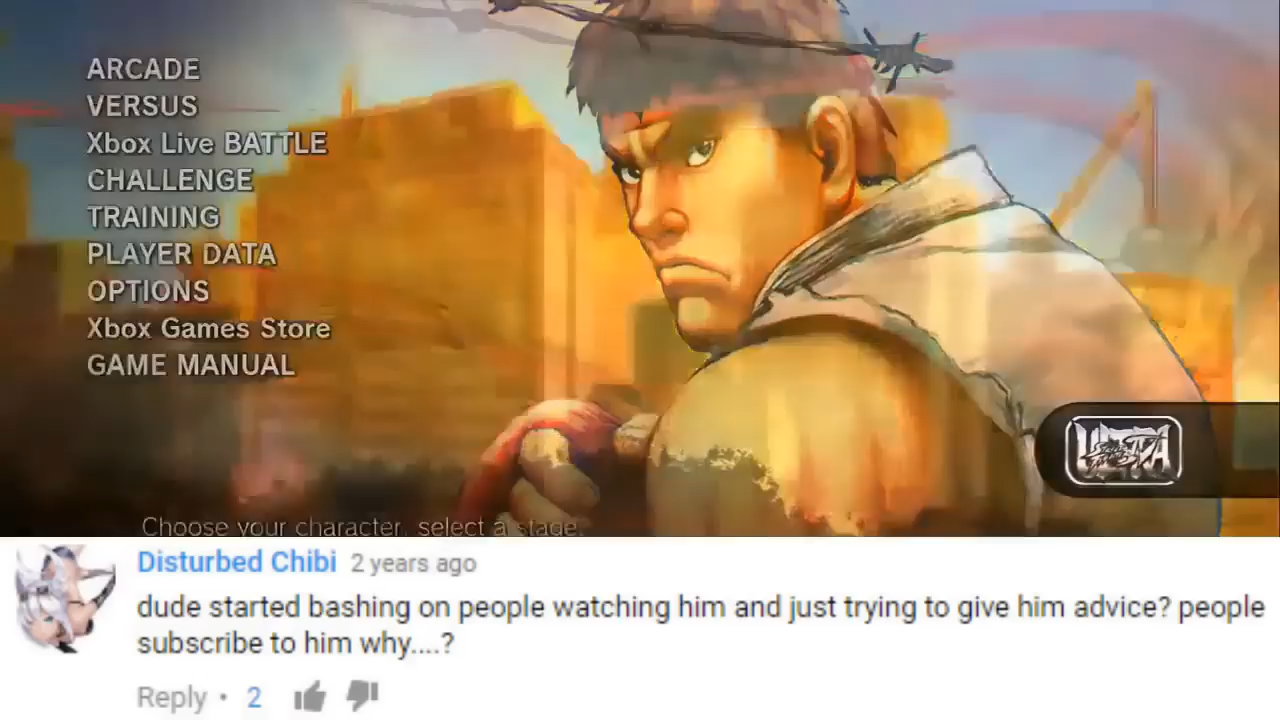 ARCADE
VERSUS
Xbox Live BATTLE
CHALLENGE
TRAINING
PLAYER DATA
OPTIONS
Xbox Games Store
GAME MANUAL
ULTRA
Choose your character, select a stage.
Disturbed Chibi 2 years ago
dude started bashing on people watching him and just trying to give him advice? people
subscribe to him why....?
Reply • 2